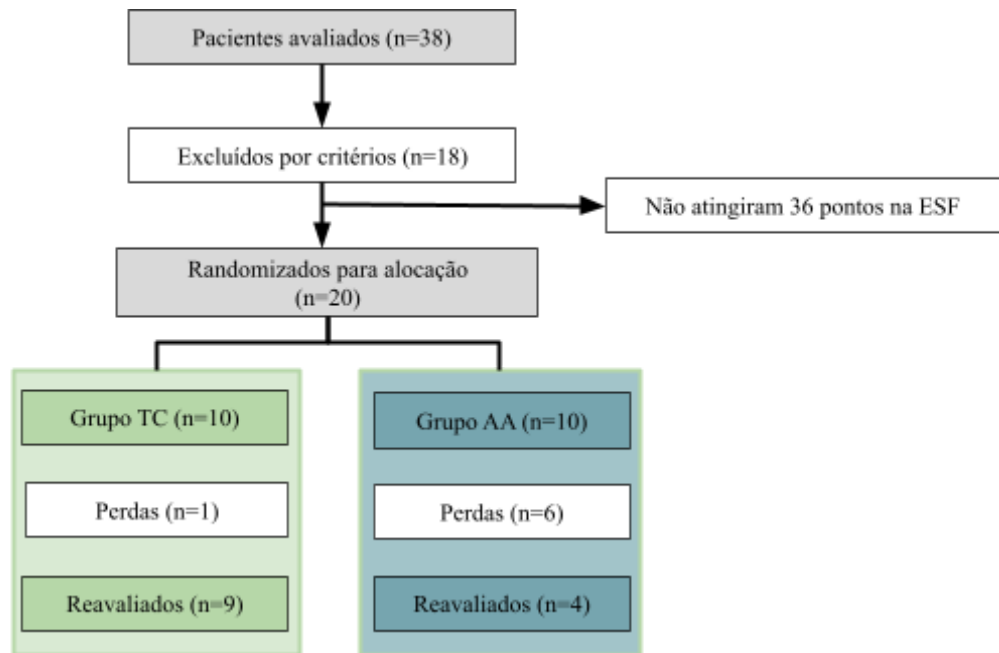 Pacientes avaliados (n=38)
Excluídos por critérios (n=18)
Não atingiram 36 pontos na ESF
Randomizados para alocação
(n=20)
Grupo TC (n=10)
Grupo AA (n=10)
Perdas (n=1)
Perdas (n=6)
Reavaliados (n=9)
Reavaliados (n=4)